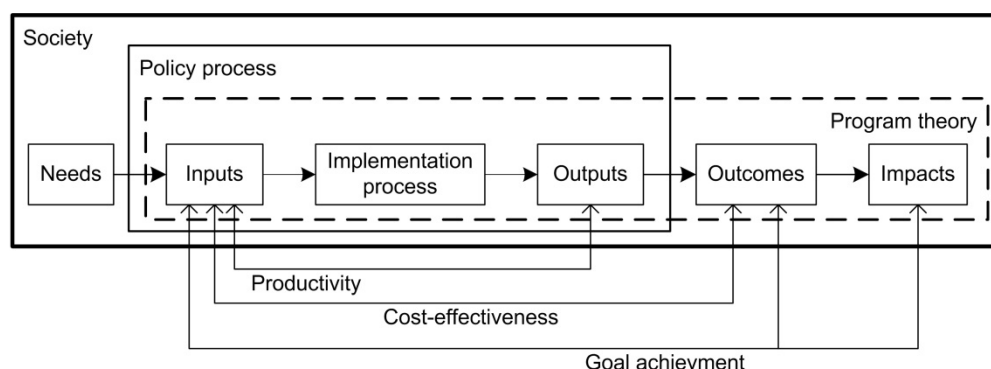 Society
Policy process
Program theory
Needs
Inputs
Implementation
process
Outputs
Outcomes
Impacts
Productivity
Cost-effectiveness
Goal achievment